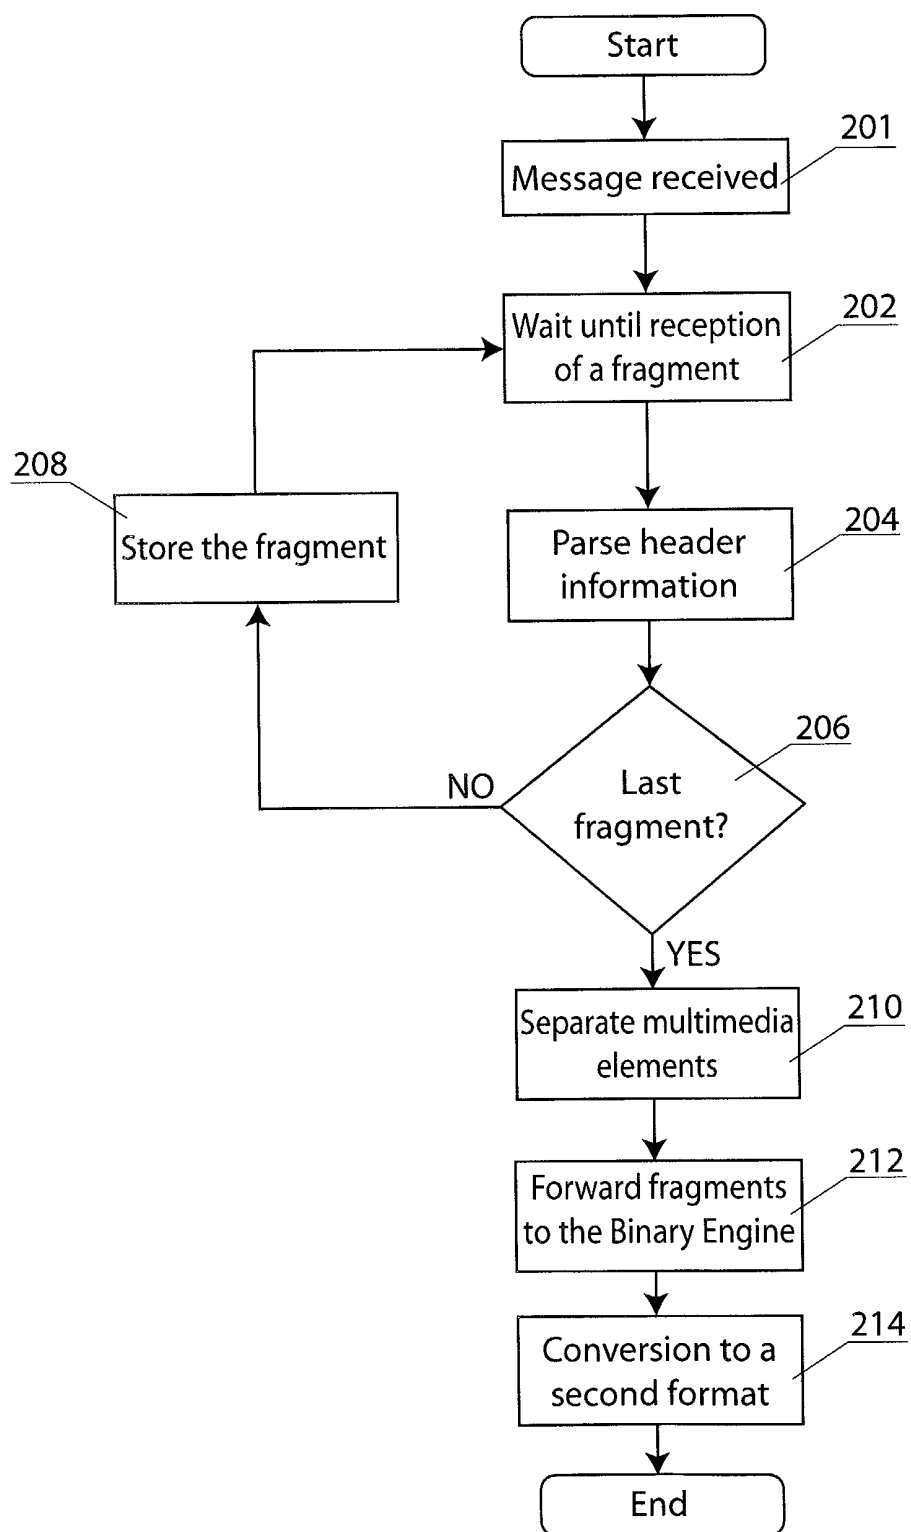 Start
201
Message received
202
Wait until reception
of a fragment
208
Store the fragment
204
Parse header
information
206
Last
fragment?
NO
YES
210
Separate multimedia
elements
212
Forward fragments
to the Binary Engine
214
Conversion to a
second format
End